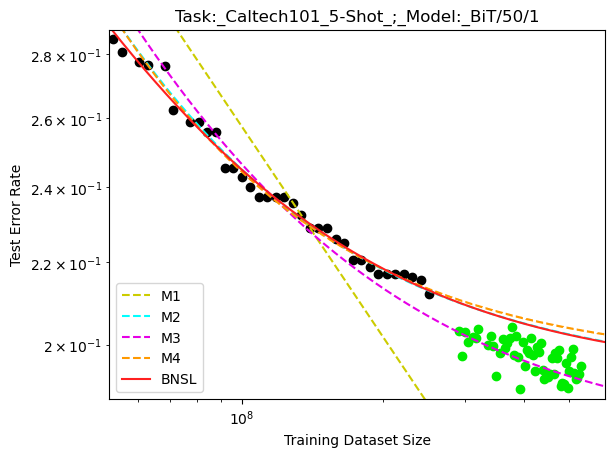 Task:_Caltech101_5-Shot_;_Model:_BiT/50/1
Test Error Rate
2.8 × 10⁻¹
2.6 × 10⁻¹
2.4 × 10⁻¹
2.2 × 10⁻¹
2 × 10⁻¹
M1
M2
M3
M4
BNSL
10⁸
Training Dataset Size